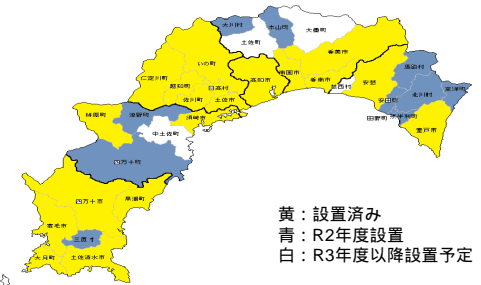 大川村
本山町
大豊町
土佐町
香美市
いの町
仁淀川町
越知町
日高村
佐川町
土佐市
高知市
南国市
香南市
芸西村
安芸
馬路村
北川村
安田町
田野町
奈半利町
東洋町
室戸市
梼原町
津野町
須崎市
中土佐町
四万十町
黒潮町
四万十市
宿毛市
三原村
大月町
土佐清水市
黄：設置済み
青：R2年度設置
白：R3年度以降設置予定